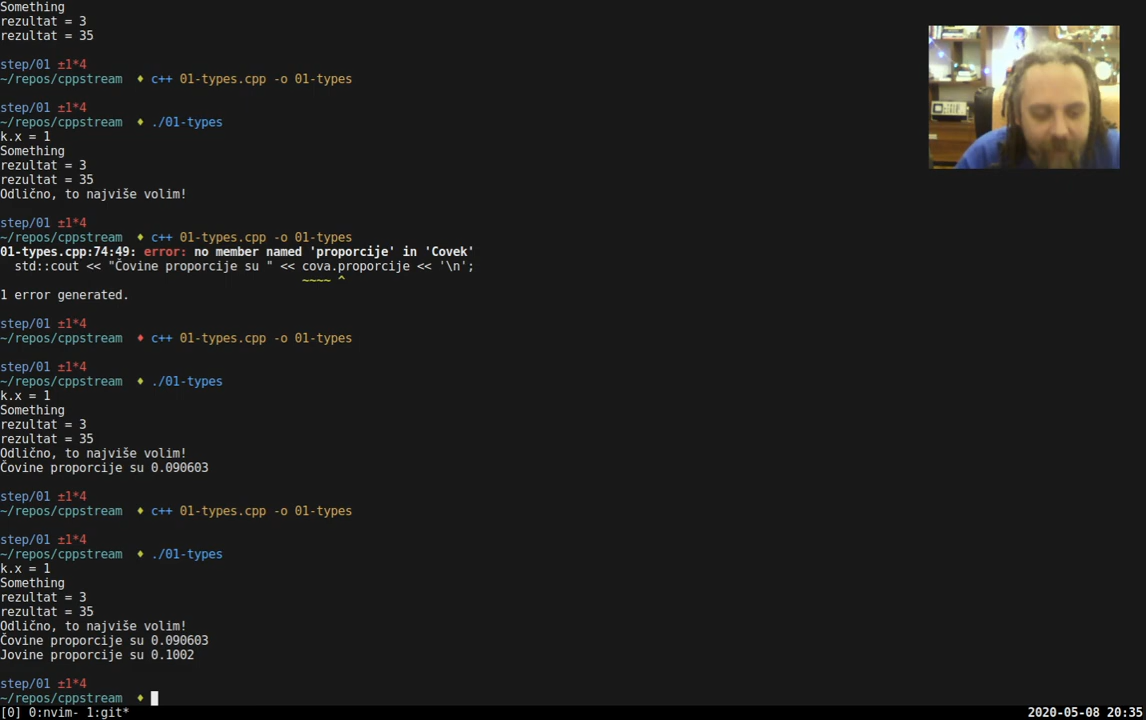 Something
rezultat = 3
rezultat = 35
step/01 ±1*4
~/repos/cppstream ♦ c++ 01-types.cpp -o 01-types
step/01 ±1*4
~/repos/cppstream ♦ ./01-types
k.x = 1
Something
rezultat = 3
rezultat = 35
Odlično, to najviše volim!
step/01 ±1*4
~/repos/cppstream ♦ c++ 01-types.cpp -o 01-types
01-types.cpp:74:49: error: no member named 'proporcije' in 'Covek'
std::cout << "Čovine proporcije su " << cova.proporcije << '\n';
~~~~ ^
1 error generated.
step/01 ±1*4
~/repos/cppstream ♦ c++ 01-types.cpp -o 01-types
step/01 ±1*4
~/repos/cppstream ♦ ./01-types
k.x = 1
Something
rezultat = 3
rezultat = 35
Odlično, to najviše volim!
Čovine proporcije su 0.090603
step/01 ±1*4
~/repos/cppstream ♦ c++ 01-types.cpp -o 01-types
step/01 ±1*4
~/repos/cppstream ♦ ./01-types
k.x = 1
Something
rezultat = 3
rezultat = 35
Odlično, to najviše volim!
Čovine proporcije su 0.090603
Jovine proporcije su 0.1002
step/01 ±1*4
~/repos/cppstream ♦
[0] 0:nvim- 1:git* 2020-05-08 20:35